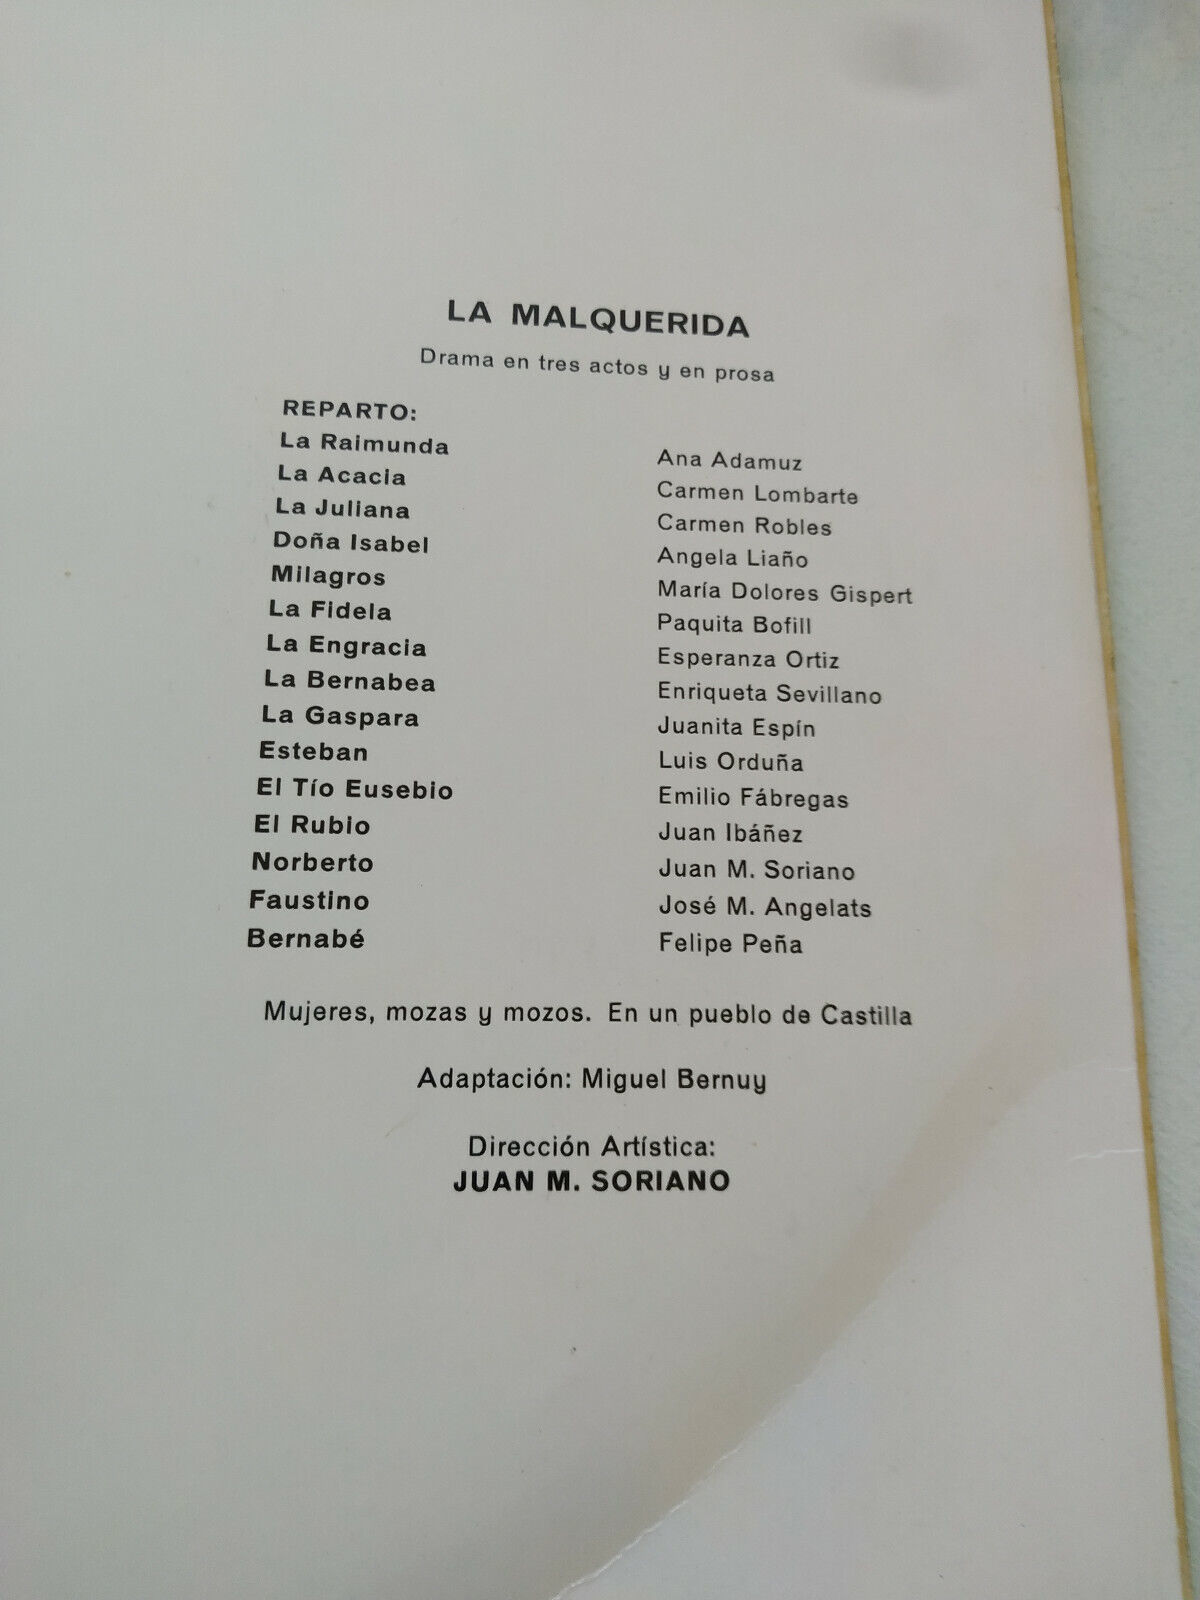 LA MALQUERIDA
Drama en tres actos y en prosa
REPARTO:
La Raimunda Ana Adamuz
La Acacia Carmen Lombarte
La Juliana Carmen Robles
Doña Isabel Angela Liaño
Milagros María Dolores Gispert
La Fidela Paquita Bofill
La Engracia Esperanza Ortiz
La Bernabea Enriqueta Sevillano
La Gaspara Juanita Espín
Esteban Luis Orduña
El Tío Eusebio Emilio Fábregas
El Rubio Juan Ibáñez
Norberto Juan M. Soriano
Faustino José M. Angelats
Bernabé Felipe Peña
Mujeres, mozas y mozos. En un pueblo de Castilla
Adaptación: Miguel Bernuy
Dirección Artística:
JUAN M. SORIANO